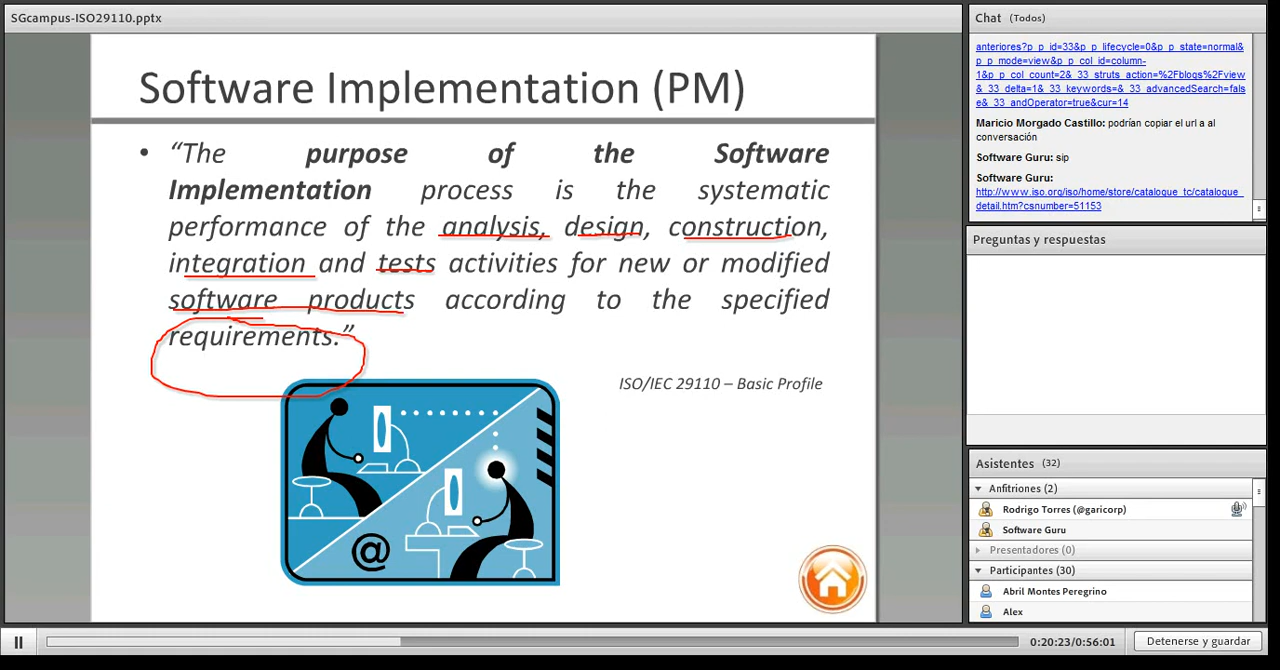 SGcampus-ISO29110.pptx
Software Implementation (PM)
• “The purpose of the Software
Implementation process is the systematic
performance of the analysis, design, construction,
integration and tests activities for new or modified
software products according to the specified
requirements.”
ISO/IEC 29110 – Basic Profile
@
Chat (Todos)
anteriores?p_p_id=33&p_p_lifecycle=0&p_p_state=normal&
p_p_mode=view&p_p_col_id=column-
1&p_p_col_count=2&_33_struts_action=%2Fblogs%2Fview
&_33_delta=1&_33_keywords=&_33_advancedSearch=fals
e&_33_andOperator=true&cur=14
Maricio Morgado Castillo: podrían copiar el url a al
conversación
Software Guru: sip
Software Guru:
http://www.iso.org/iso/home/store/catalogue_tc/catalogue_
detail.htm?csnumber=51153
Preguntas y respuestas
Asistentes (32)
Anfitriones (2)
Rodrigo Torres (@garicorp)
Software Guru
Presentadores (0)
Participantes (30)
Abril Montes Peregrino
Alex
0:20:23/0:56:01
Detenerse y guardar